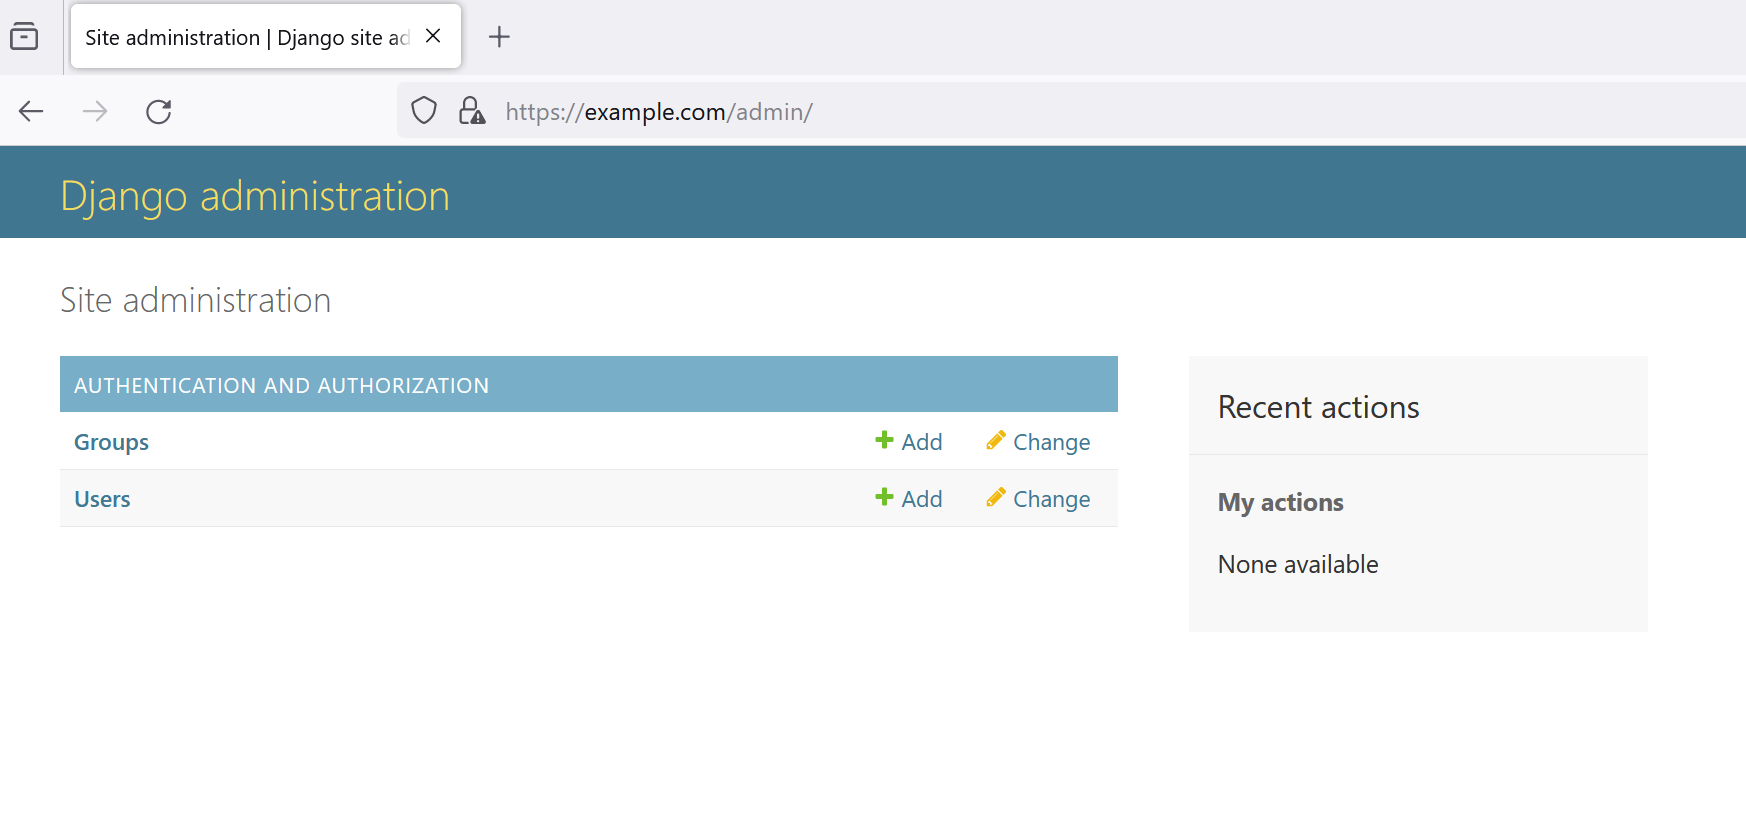 Site administration | Django site ad
https://example.com/admin/
Django administration
Site administration
AUTHENTICATION AND AUTHORIZATION
Groups Add Change
Users Add Change
Recent actions
My actions
None available